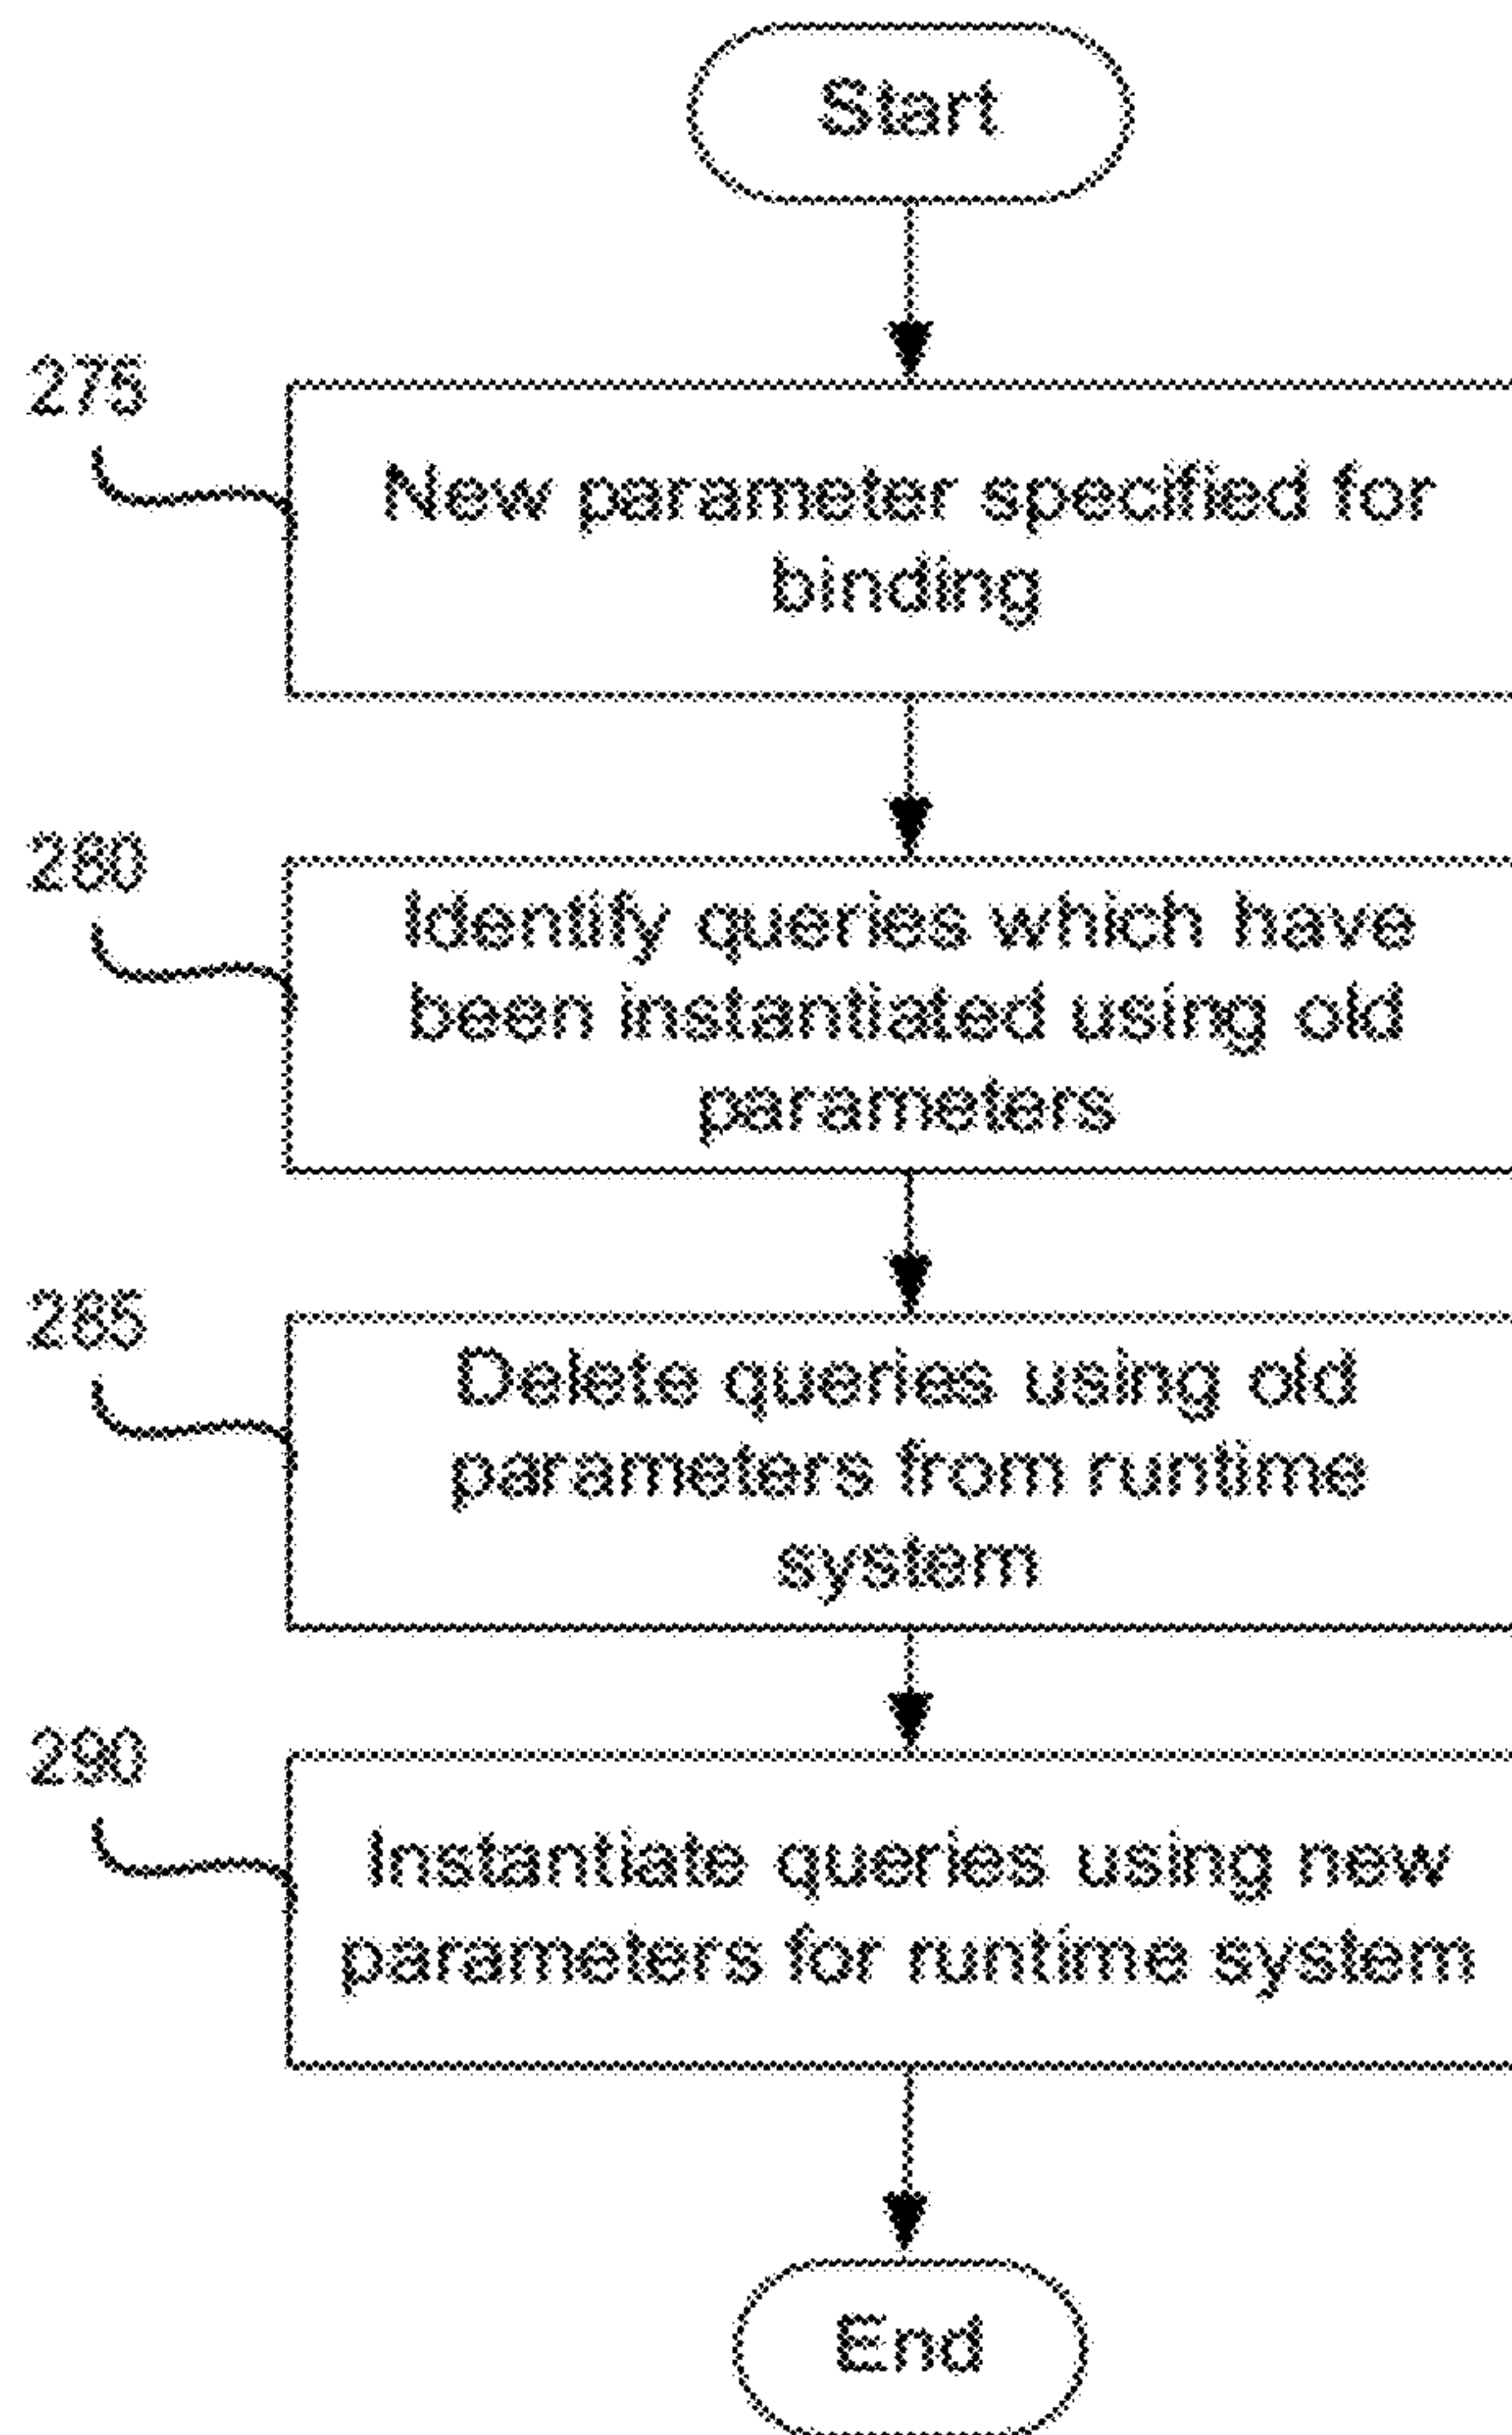 Start
275
New parameter specified for
binding
280
Identify queries which have
been instantiated using old
parameters
285
Delete queries using old
parameters from runtime
system
290
Instantiate queries using new
parameters for runtime system
End